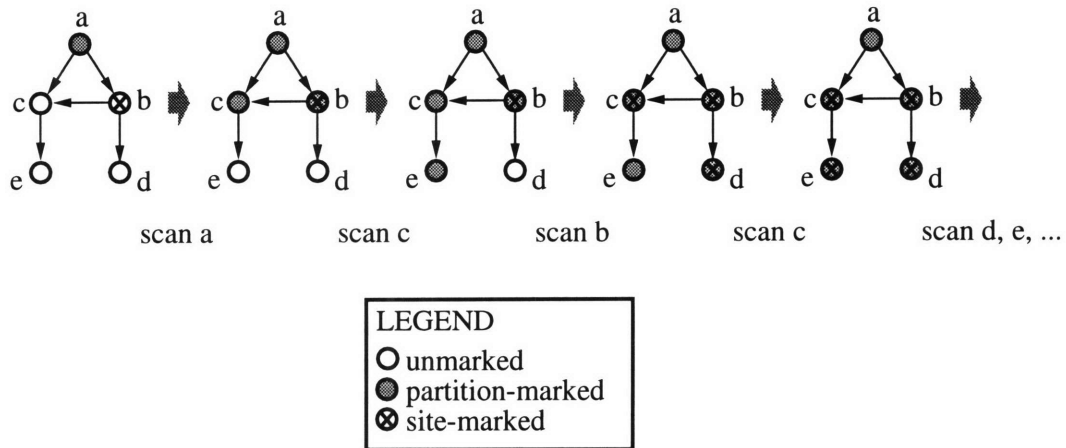 a a a a a
c b c b c b c b c b
e d e d e d e d e d
scan a scan c scan b scan c scan d, e, ...
LEGEND
unmarked
partition-marked
site-marked